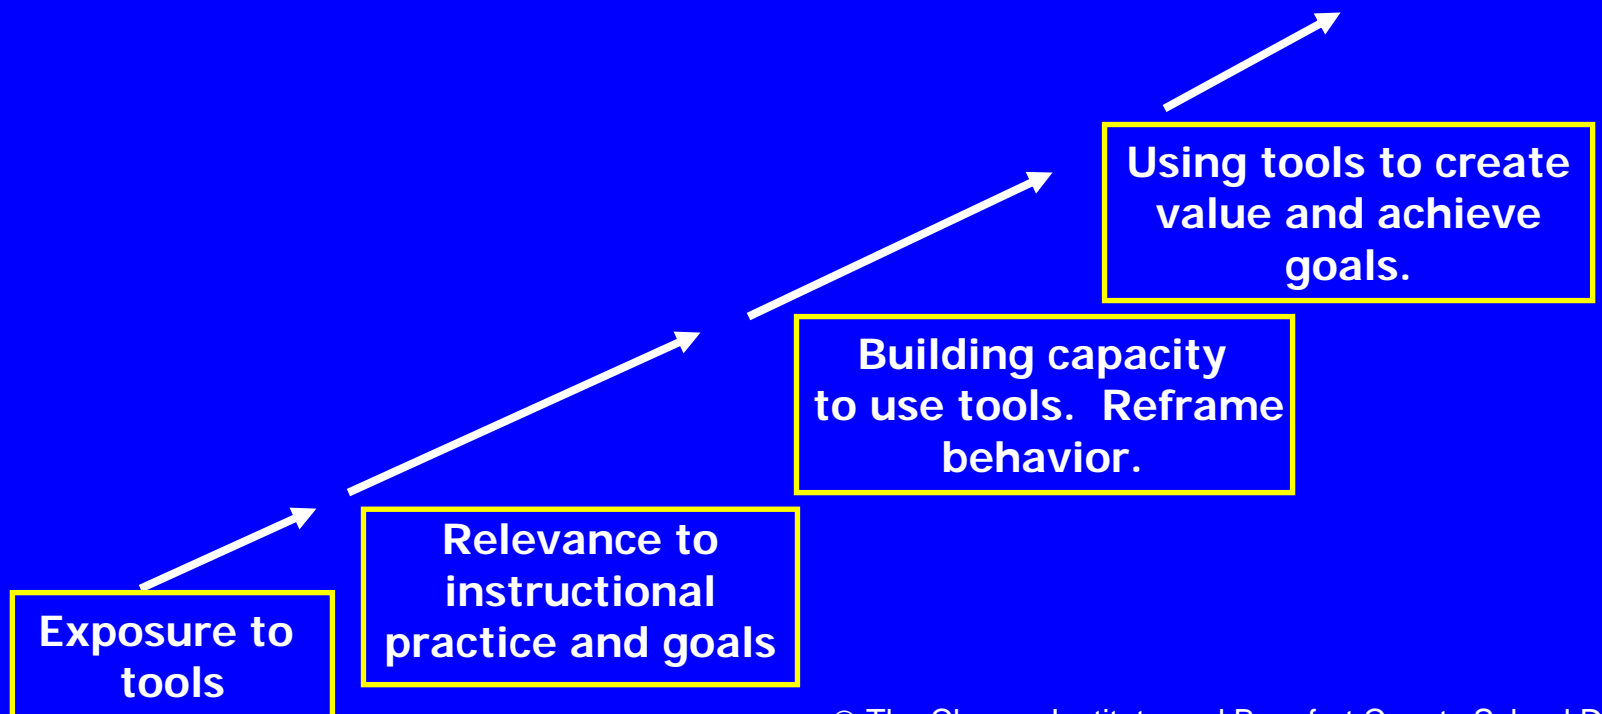 Using tools to create
value and achieve
goals.
Building capacity
to use tools.  Reframe
behavior.
Relevance to
instructional
practice and goals
Exposure to
tools